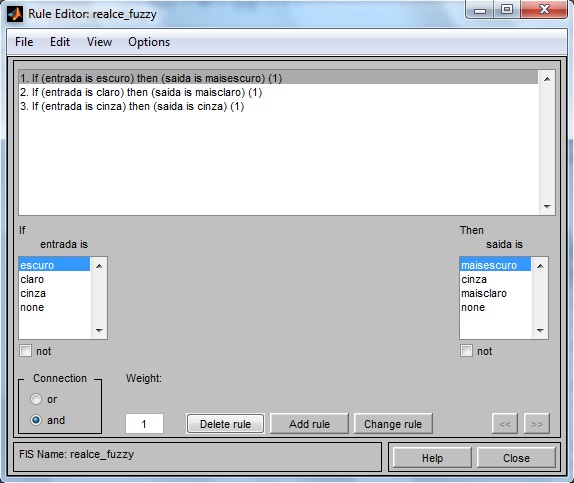 Rule Editor: realce_fuzzy
File Edit View Options
1. If (entrada is escuro) then (saida is maisescuro) (1)
2. If (entrada is claro) then (saida is maisclaro) (1)
3. If (entrada is cinza) then (saida is cinza) (1)
If
entrada is
escuro
claro
cinza
none
not
Then
saida is
maisescuro
cinza
maisclaro
none
not
Connection
or
and
Weight:
1
Delete rule
Add rule
Change rule
<<
>>
FIS Name: realce_fuzzy
Help
Close